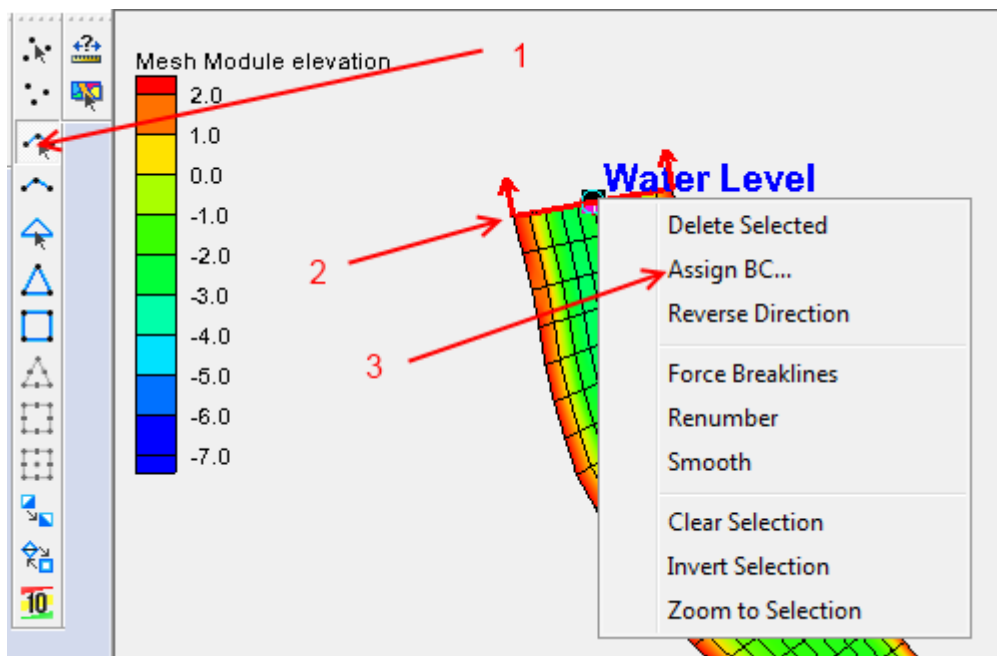 1
Mesh Module elevation
2.0
1.0
0.0
-1.0
-2.0
-3.0
-4.0
-5.0
-6.0
-7.0
Water Level
2
3
Delete Selected
Assign BC...
Reverse Direction
Force Breaklines
Renumber
Smooth
Clear Selection
Invert Selection
Zoom to Selection
?
10